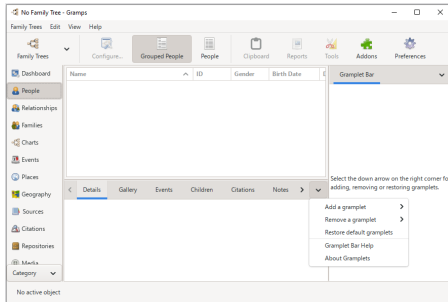 No Family Tree - Gramps
Family Trees Edit View Help
Family Trees
Configure...
Grouped People
People
Clipboard
Reports
Tools
Addons
Preferences
Dashboard
People
Relationships
Families
Charts
Events
Places
Geography
Sources
Citations
Repositories
Media
Category
Name ID Gender Birth Date
Gramplet Bar
Select the down arrow on the right corner fo
adding, removing or restoring gramplets.
Details Gallery Events Children Citations Notes
Add a gramplet
Remove a gramplet
Restore default gramplets
Gramplet Bar Help
About Gramplets
No active object